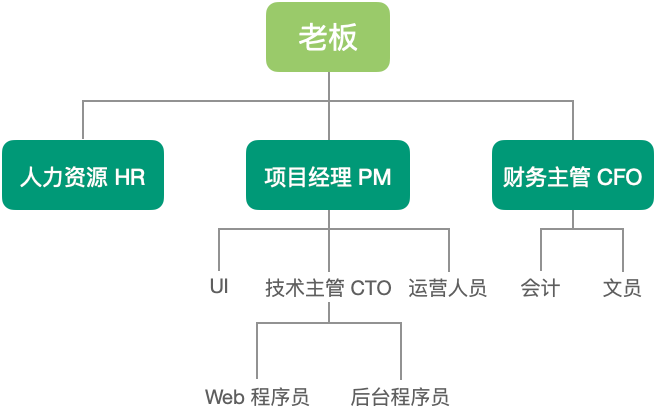 老板
人力资源 HR
项目经理 PM
财务主管 CFO
UI
技术主管 CTO
运营人员
会计
文员
Web 程序员
后台程序员